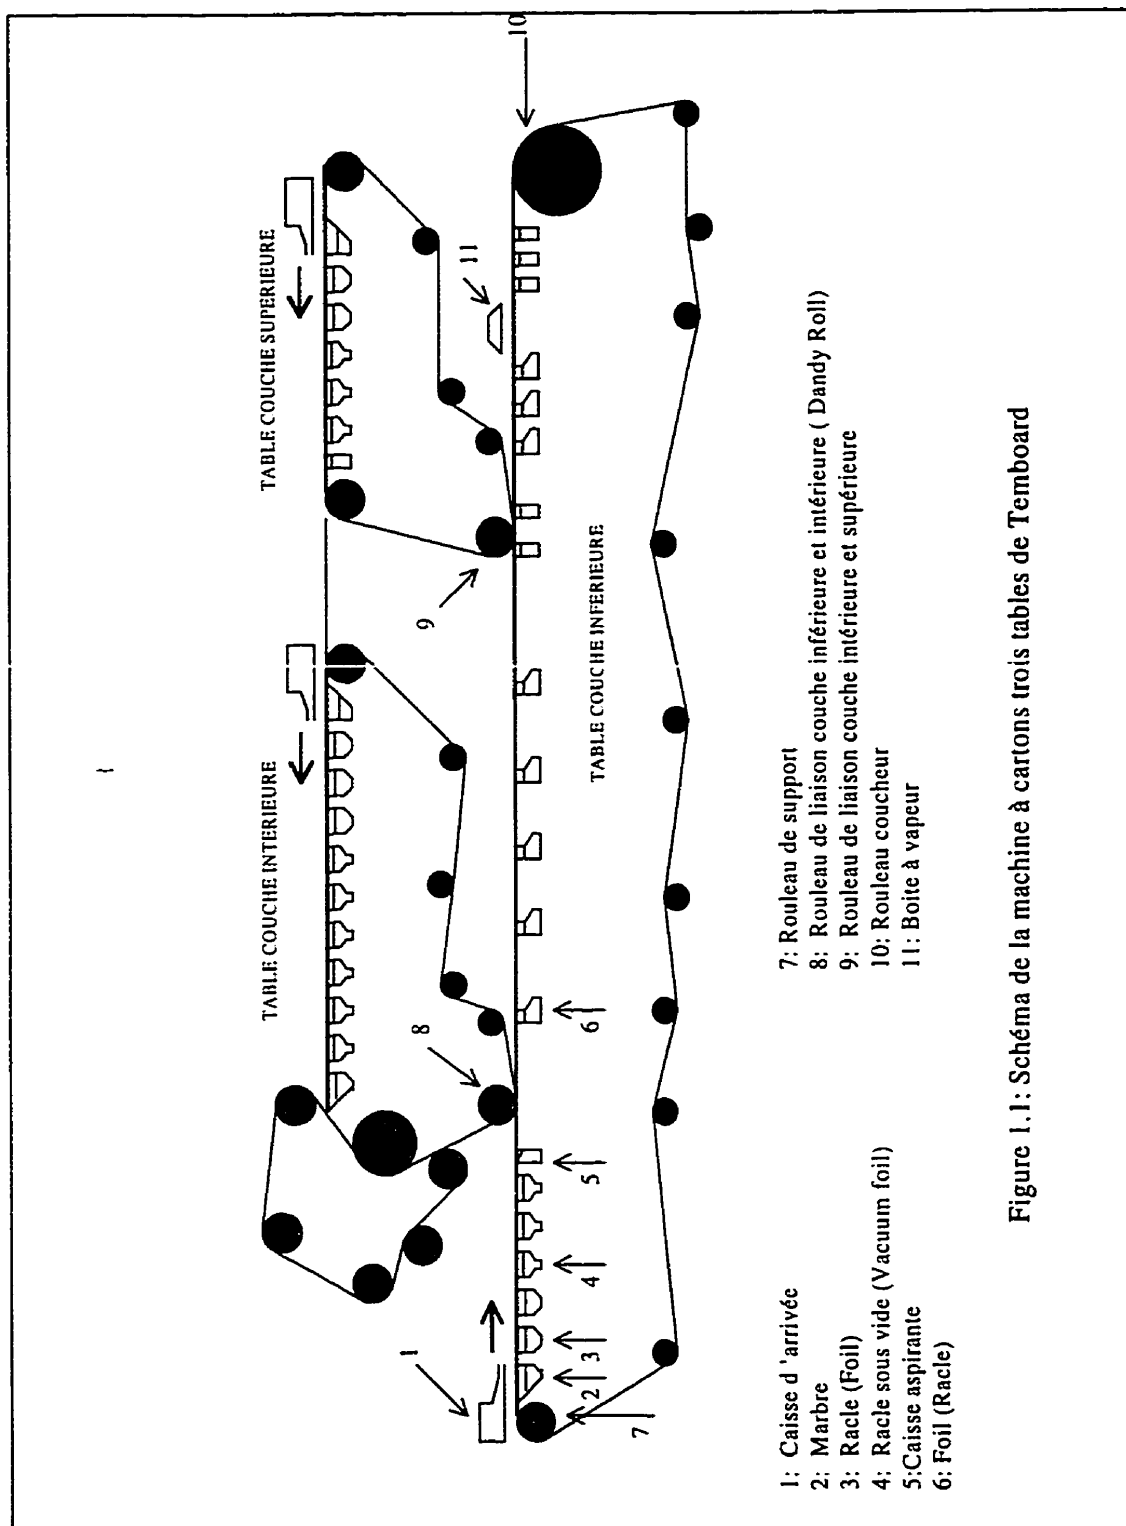 10
TABLE COUCHE INTERIEURE
TABLE COUCHE SUPERIEURE
1
8
9
11
2
3
4
5
6
7
TABLE COUCHE INFERIEURE
1: Caisse d'arrivée
2: Marbre
3: Racle (Foil)
4: Racle sous vide (Vacuum foil)
5:Caisse aspirante
6: Foil (Racle)
7: Rouleau de support
8: Rouleau de liaison couche inférieure et intérieure ( Dandy Roll)
9: Rouleau de liaison couche intérieure et supérieure
10: Rouleau coucheur
11: Boite à vapeur
Figure 1.1: Schéma de la machine à cartons trois tables de Temboard